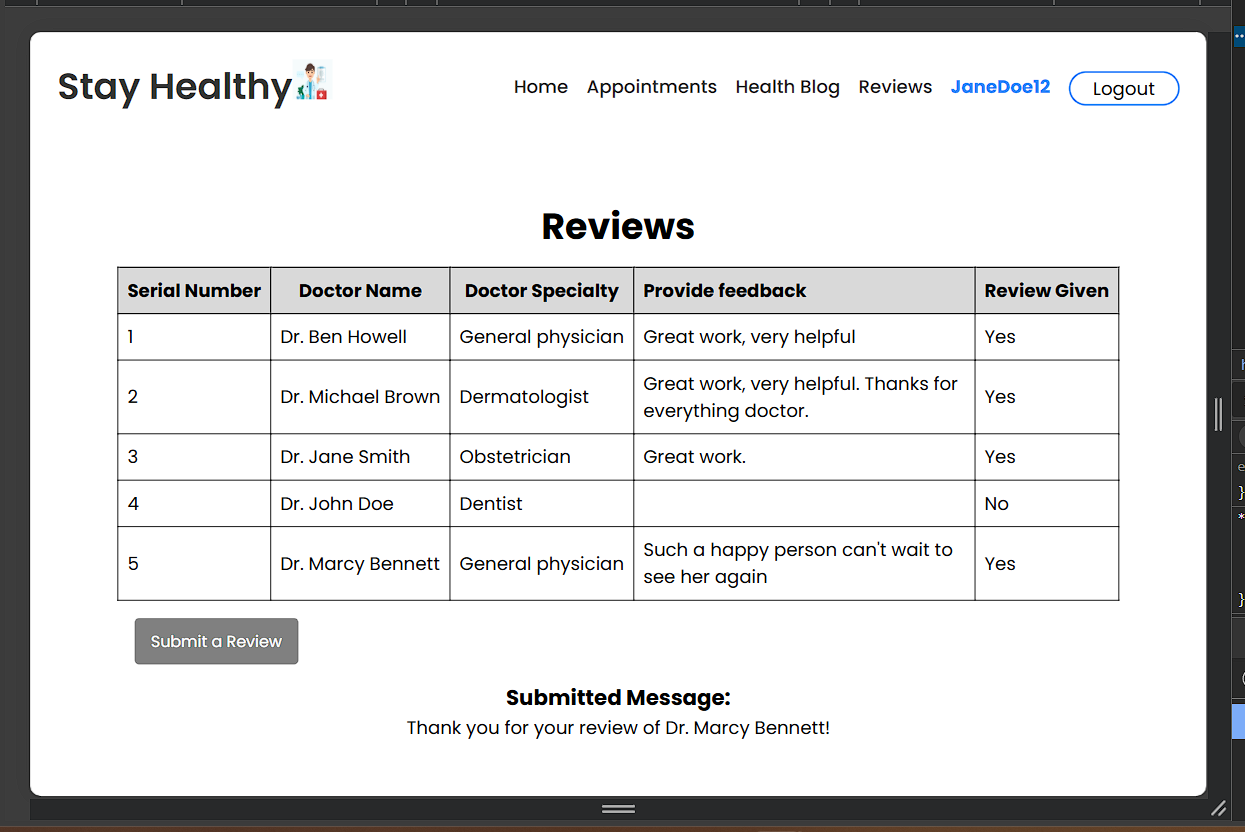 Stay Healthy
Home Appointments Health Blog Reviews JaneDoe12 Logout
Reviews
Serial Number Doctor Name Doctor Specialty Provide feedback Review Given
1 Dr. Ben Howell General physician Great work, very helpful Yes
2 Dr. Michael Brown Dermatologist Great work, very helpful. Thanks for
everything doctor. Yes
3 Dr. Jane Smith Obstetrician Great work. Yes
4 Dr. John Doe Dentist No
5 Dr. Marcy Bennett General physician Such a happy person can't wait to
see her again Yes
Submit a Review
Submitted Message:
Thank you for your review of Dr. Marcy Bennett!